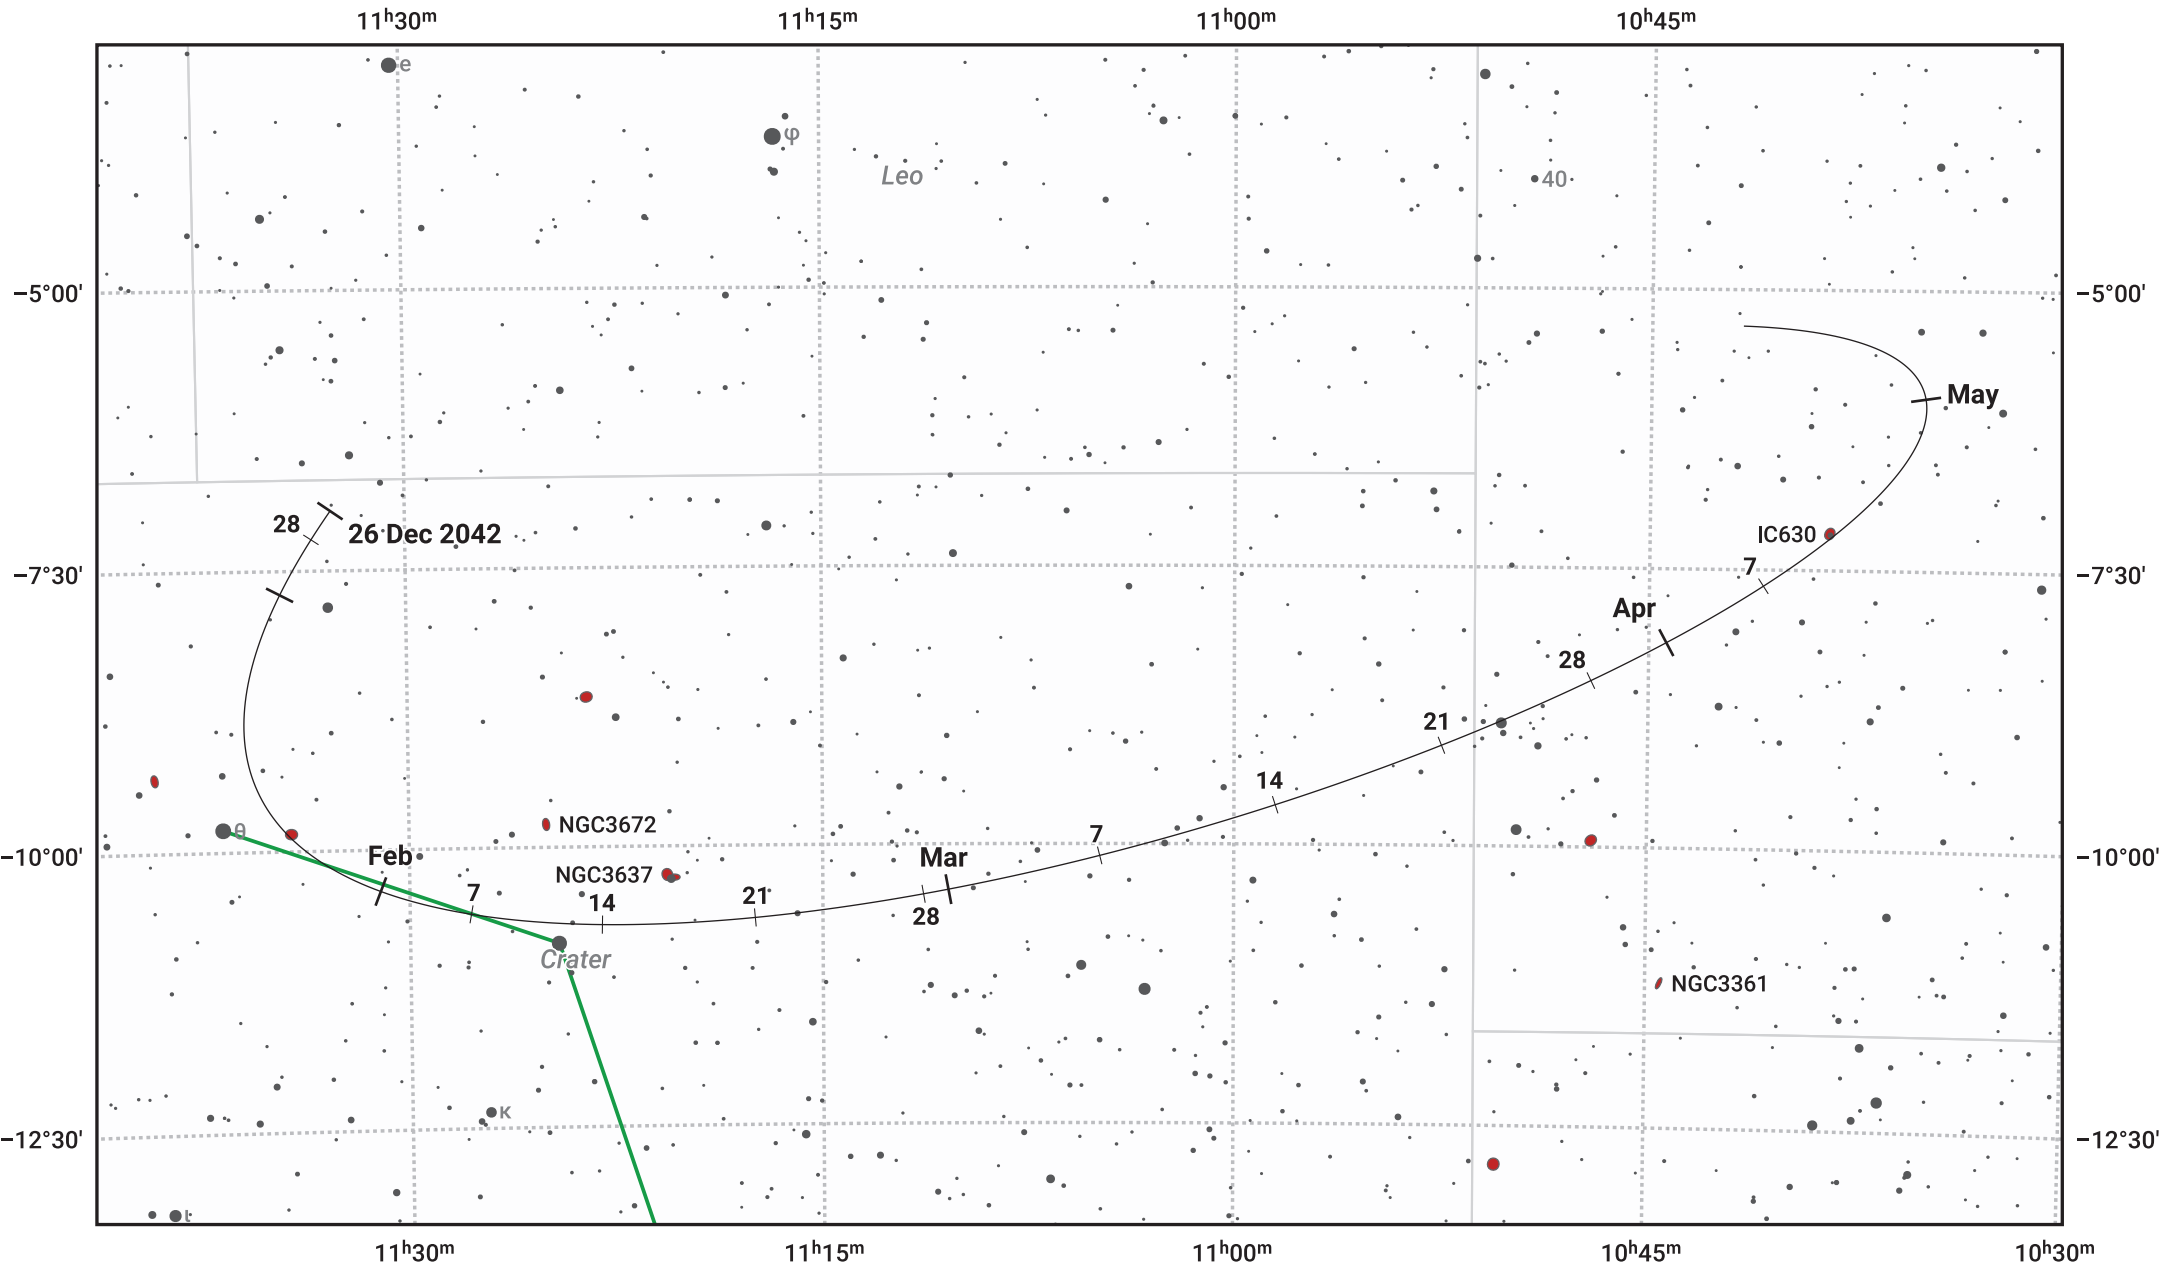 11ʰ30ᵐ 11ʰ15ᵐ 11ʰ00ᵐ 10ʰ45ᵐ
e
φ
Leo
40
−5°00' −5°00'
May
28
26 Dec 2042
IC630
−7°30' 7 −7°30'
Apr
28
21
14
θ NGC3672
7
−10°00' Feb Mar −10°00'
NGC3637
7 14 21 28
Crater
NGC3361
κ
−12°30' −12°30'
ι
11ʰ30ᵐ 11ʰ15ᵐ 11ʰ00ᵐ 10ʰ45ᵐ 10ʰ30ᵐ